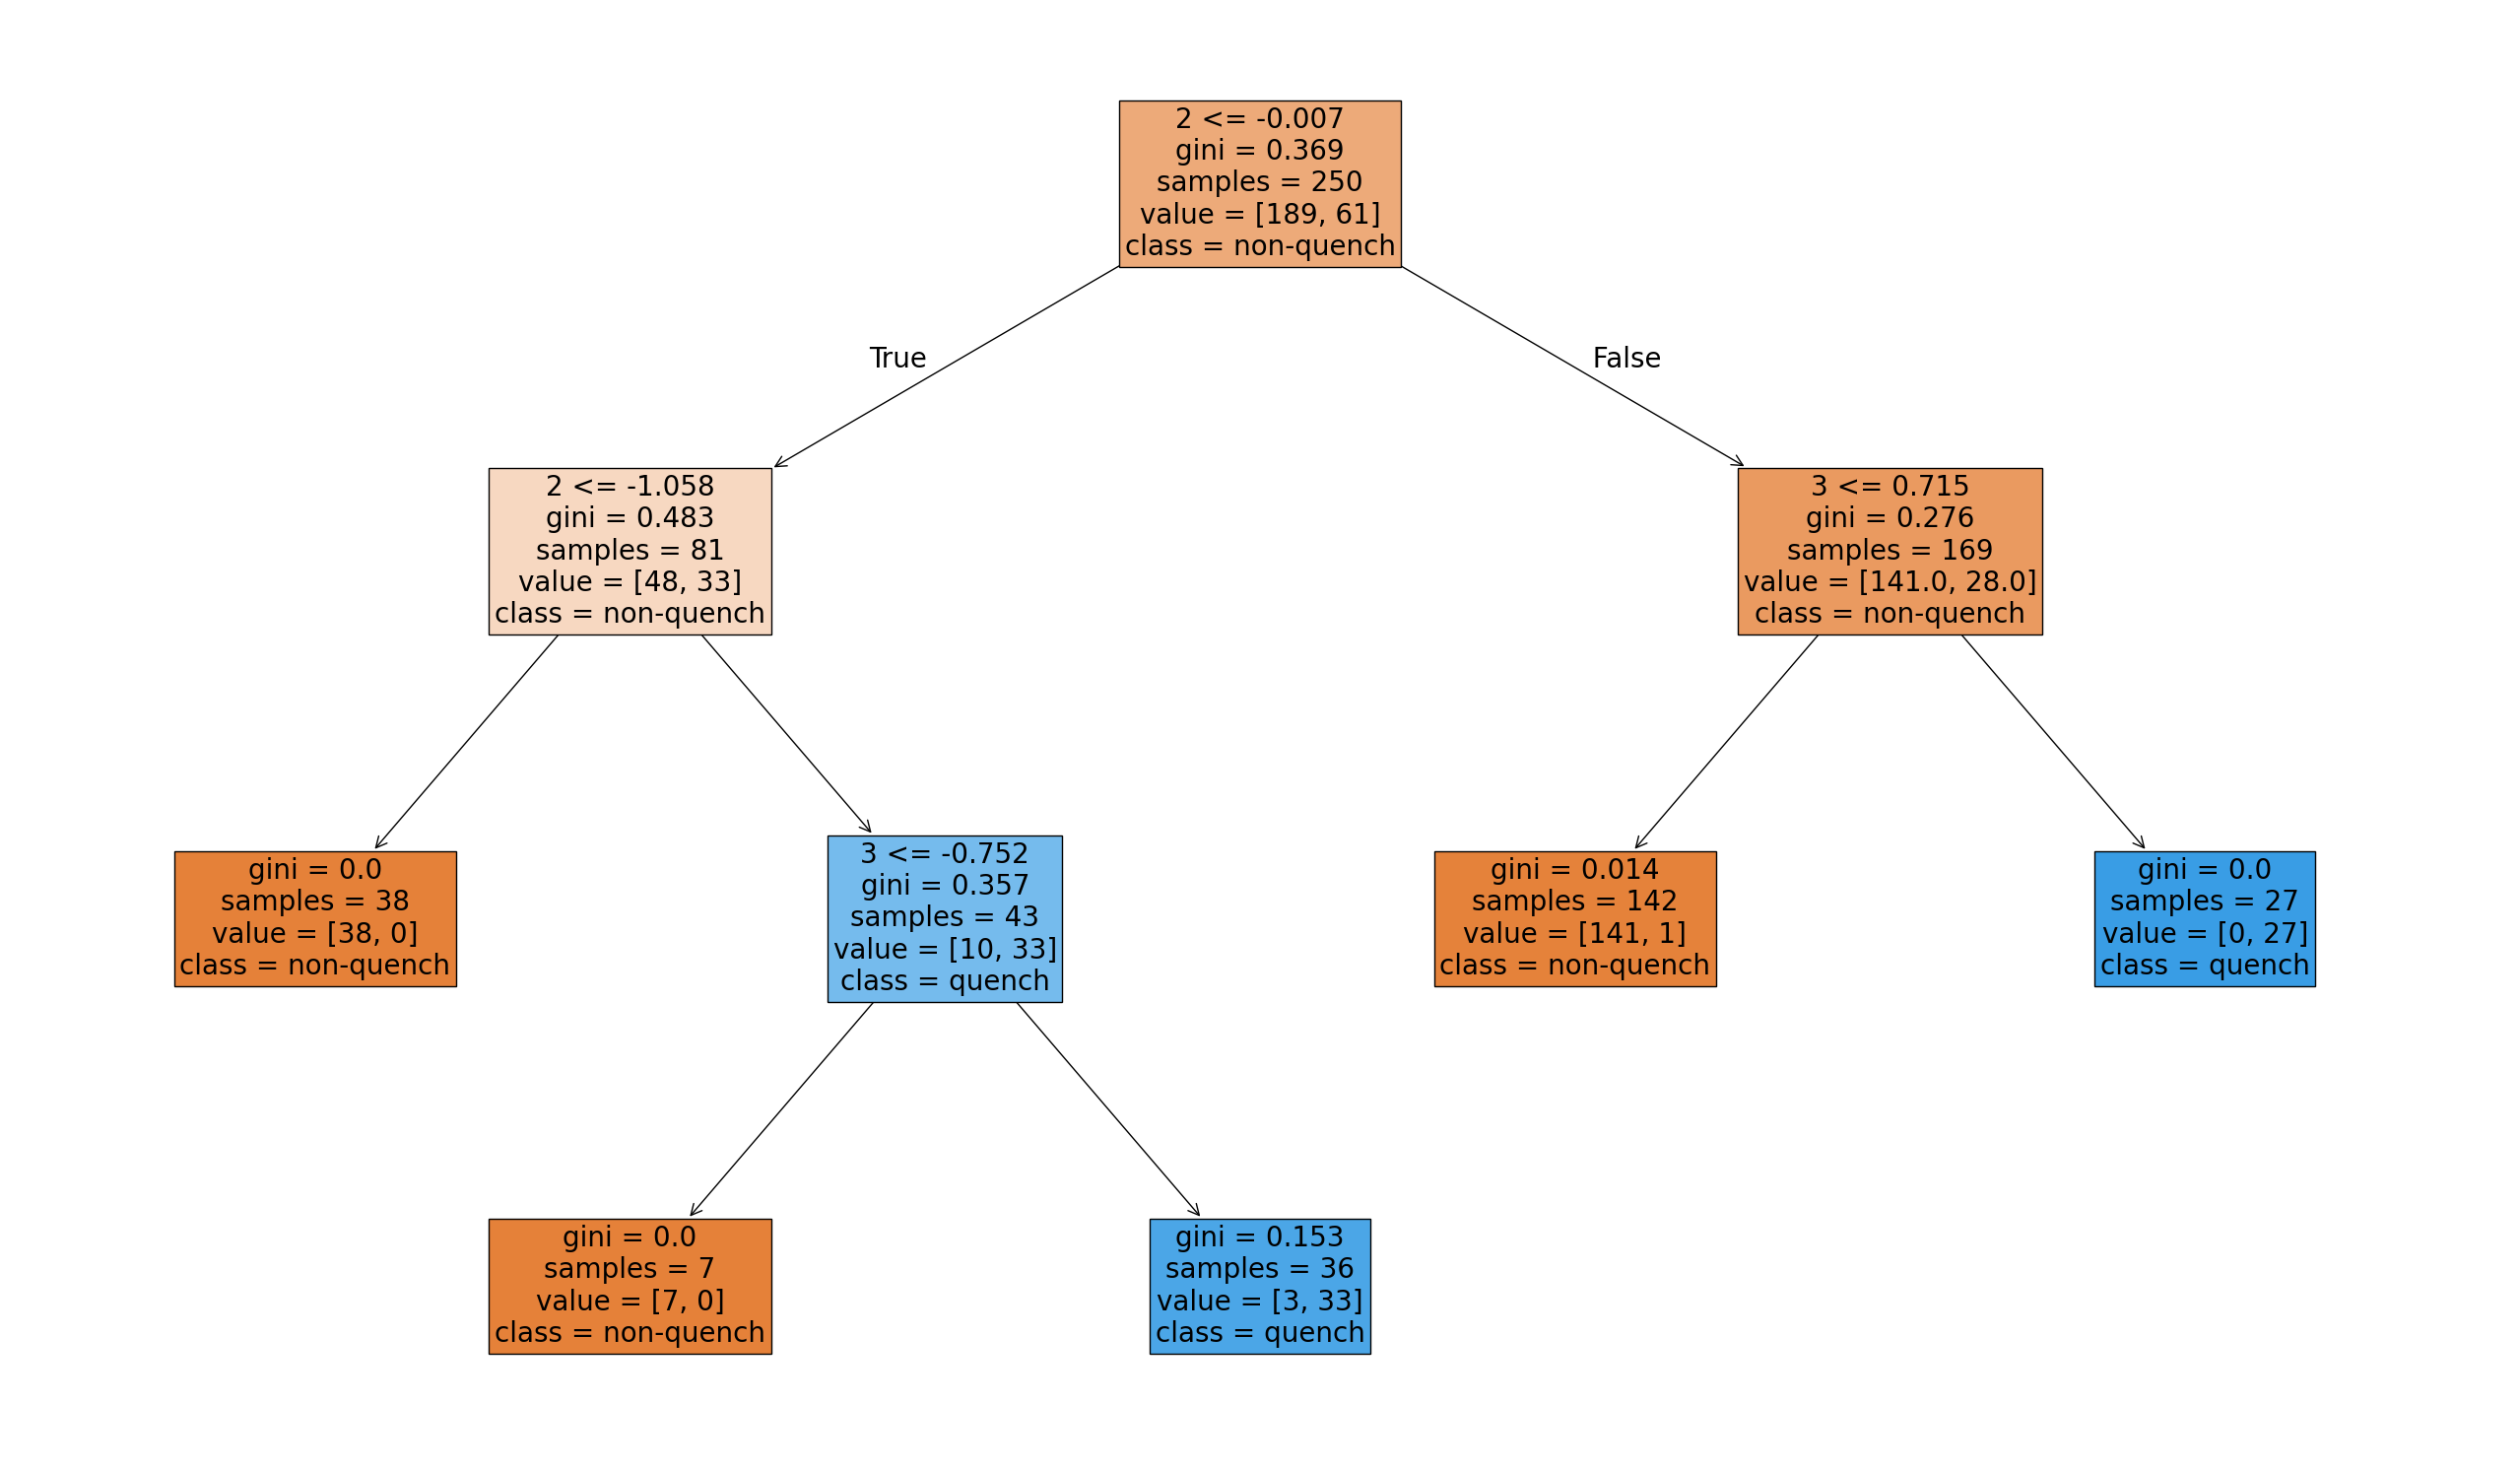 2 <= -0.007
gini = 0.369
samples = 250
value = [189, 61]
class = non-quench
True
False
2 <= -1.058
gini = 0.483
samples = 81
value = [48, 33]
class = non-quench
3 <= 0.715
gini = 0.276
samples = 169
value = [141.0, 28.0]
class = non-quench
gini = 0.0
samples = 38
value = [38, 0]
class = non-quench
3 <= -0.752
gini = 0.357
samples = 43
value = [10, 33]
class = quench
gini = 0.014
samples = 142
value = [141, 1]
class = non-quench
gini = 0.0
samples = 27
value = [0, 27]
class = quench
gini = 0.0
samples = 7
value = [7, 0]
class = non-quench
gini = 0.153
samples = 36
value = [3, 33]
class = quench